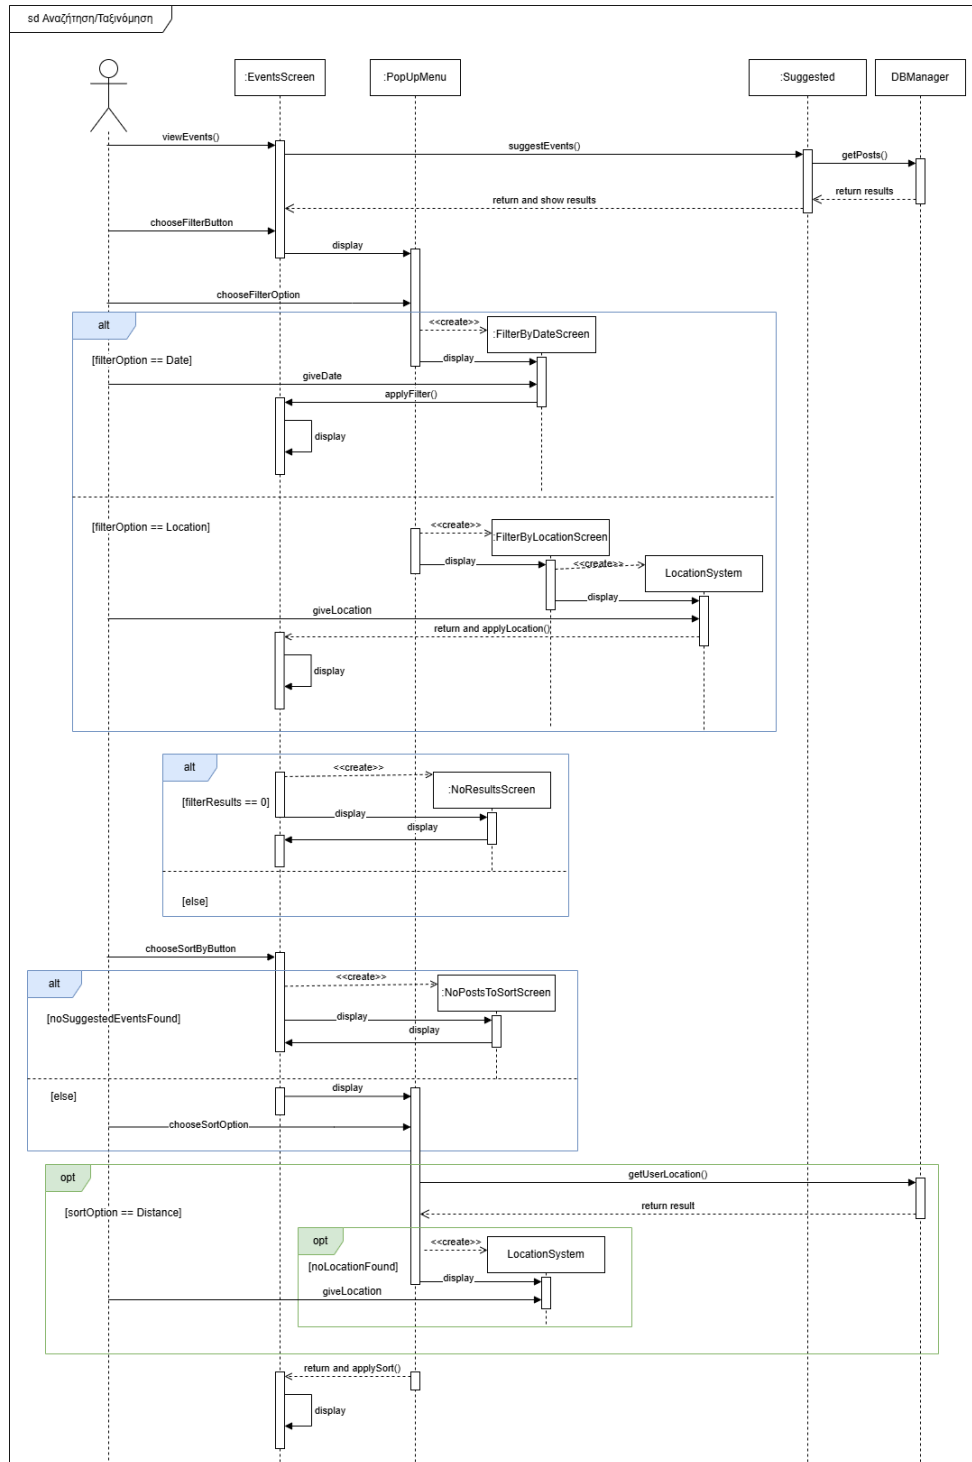 sd Αναζήτηση/Ταξινόμηση
:EventsScreen
:PopUpMenu
:Suggested
DBManager
viewEvents()
suggestEvents()
getPosts()
return results
return and show results
chooseFilterButton
display
chooseFilterOption
alt
<<create>>
:FilterByDateScreen
[filterOption == Date]
display
giveDate
applyFilter()
display
[filterOption == Location]
<<create>>
:FilterByLocationScreen
display
<<create>>
LocationSystem
display
giveLocation
return and applyLocation()
display
alt
<<create>>
:NoResultsScreen
[filterResults == 0]
display
display
[else]
chooseSortByButton
alt
<<create>>
:NoPostsToSortScreen
[noSuggestedEventsFound]
display
display
display
[else]
chooseSortOption
opt
getUserLocation()
return result
[sortOption == Distance]
opt
<<create>>
LocationSystem
[noLocationFound]
display
giveLocation
return and applySort()
display